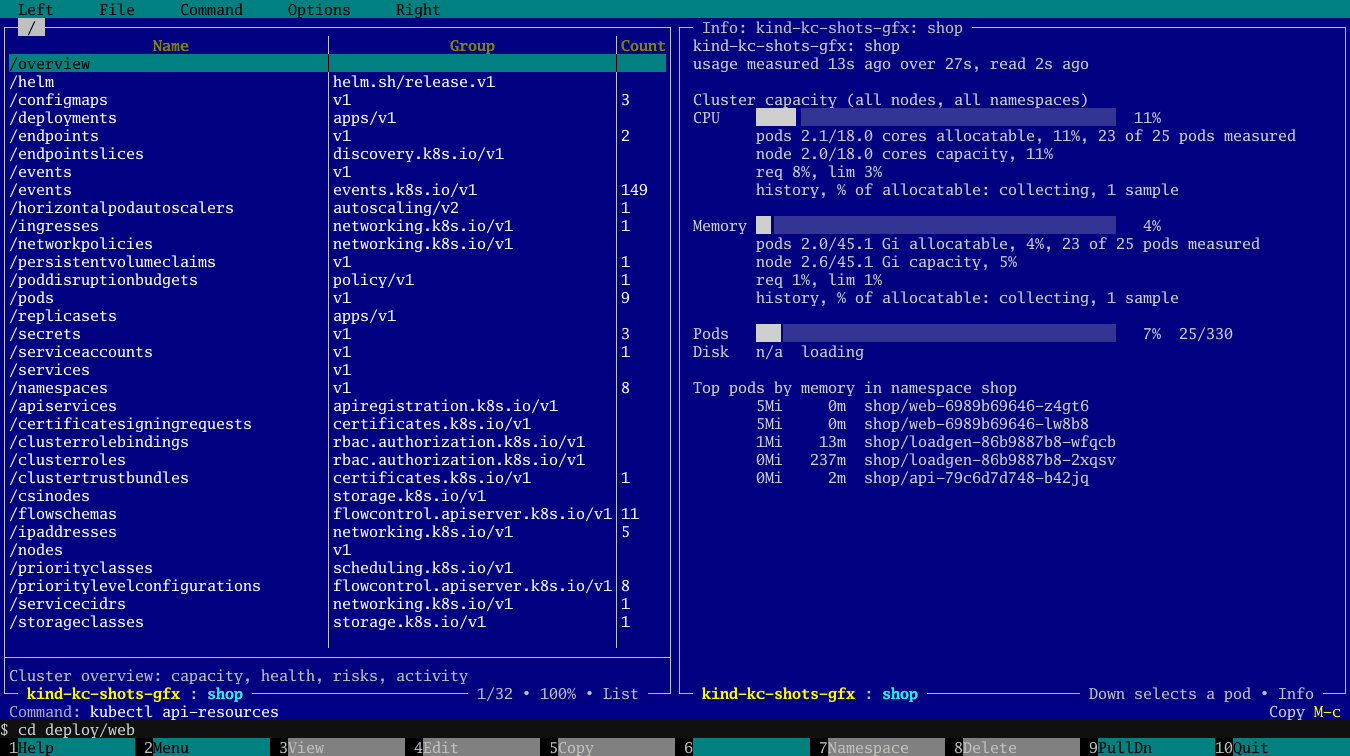 Left File Command Options Right
/
Name Group Count
/overview
/helm helm.sh/release.v1
/configmaps v1 3
/deployments apps/v1
/endpoints v1 2
/endpointslices discovery.k8s.io/v1
/events v1
/events events.k8s.io/v1 149
/horizontalpodautoscalers autoscaling/v2 1
/ingresses networking.k8s.io/v1 1
/networkpolicies networking.k8s.io/v1
/persistentvolumeclaims v1 1
/poddisruptionbudgets policy/v1 1
/pods v1 9
/replicasets apps/v1
/secrets v1 3
/serviceaccounts v1 1
/services v1
/namespaces v1 8
/apiservices apiregistration.k8s.io/v1
/certificatesigningrequests certificates.k8s.io/v1
/clusterrolebindings rbac.authorization.k8s.io/v1
/clusterroles rbac.authorization.k8s.io/v1
/clustertrustbundles certificates.k8s.io/v1 1
/csinodes storage.k8s.io/v1
/flowschemas flowcontrol.apiserver.k8s.io/v1 11
/ipaddresses networking.k8s.io/v1 5
/nodes v1
/priorityclasses scheduling.k8s.io/v1
/prioritylevelconfigurations flowcontrol.apiserver.k8s.io/v1 8
/servicecidrs networking.k8s.io/v1 1
/storageclasses storage.k8s.io/v1 1
Cluster overview: capacity, health, risks, activity
kind-kc-shots-gfx : shop 1/32 • 100% • List
Info: kind-kc-shots-gfx: shop
kind-kc-shots-gfx: shop
usage measured 13s ago over 27s, read 2s ago
Cluster capacity (all nodes, all namespaces)
CPU 11%
pods 2.1/18.0 cores allocatable, 11%, 23 of 25 pods measured
node 2.0/18.0 cores capacity, 11%
req 8%, lim 3%
history, % of allocatable: collecting, 1 sample
Memory 4%
pods 2.0/45.1 Gi allocatable, 4%, 23 of 25 pods measured
node 2.6/45.1 Gi capacity, 5%
req 1%, lim 1%
history, % of allocatable: collecting, 1 sample
Pods 7% 25/330
Disk n/a loading
Top pods by memory in namespace shop
5Mi 0m shop/web-6989b69646-z4gt6
5Mi 0m shop/web-6989b69646-lw8b8
1Mi 13m shop/loadgen-86b9887b8-wfqcb
0Mi 237m shop/loadgen-86b9887b8-2xqsv
0Mi 2m shop/api-79c6d7d748-b42jq
kind-kc-shots-gfx : shop Down selects a pod • Info
Command: kubectl api-resources Copy M-c
$ cd deploy/web
1Help 2Menu 3View 4Edit 5Copy 6 7Namespace 8Delete 9PullDn 10Quit